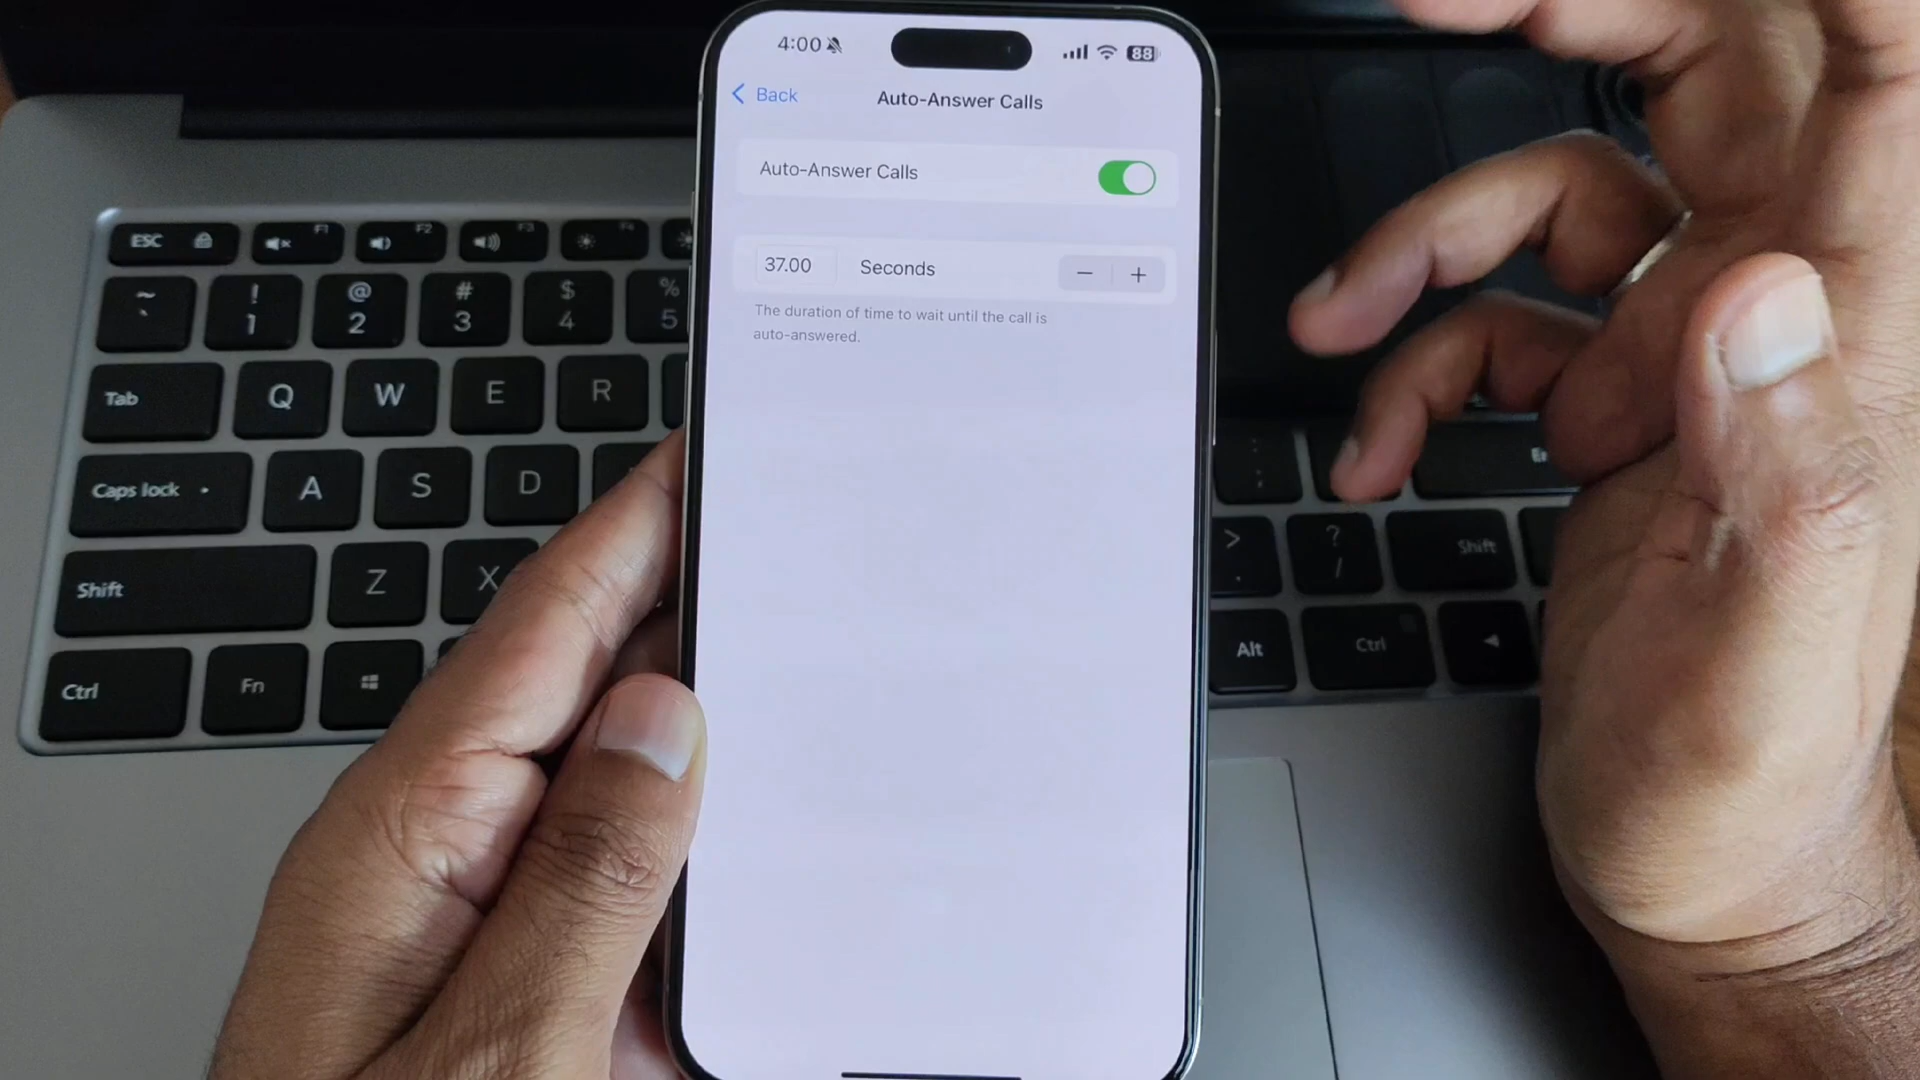 4:00
88
Back
Auto-Answer Calls
Auto-Answer Calls
37.00 Seconds − +
The duration of time to wait until the call is
auto-answered.
ESC F1 F2 F3
~ ` ! 1 @ 2 # 3 $ 4 % 5
Tab Q W E R
Caps lock A S D
Shift Z X > . ? / Shift
Ctrl Fn Alt Ctrl